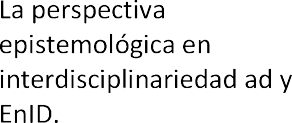 La perspectiva
epistemológica en
interdisciplinariedad ad y
EnID.